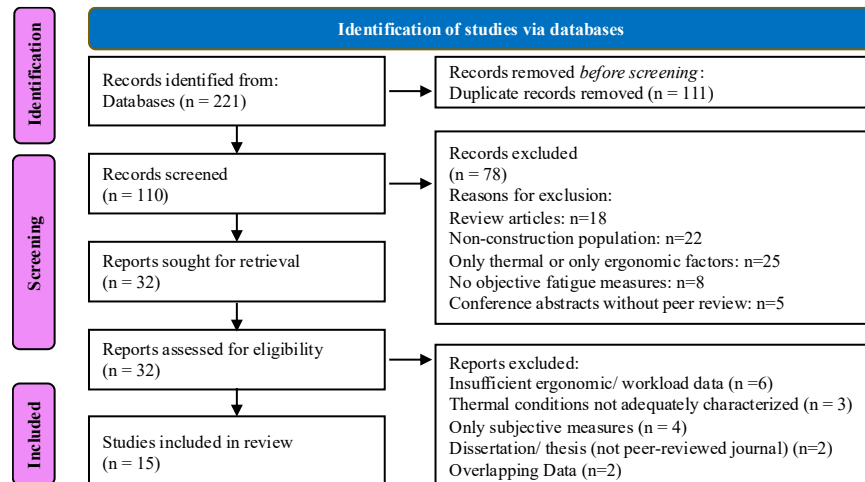 Identification of studies via databases
Identification
Records identified from:
Databases (n = 221)
Records removed before screening:
Duplicate records removed (n = 111)
Screening
Records screened
(n = 110)
Records excluded
(n = 78)
Reasons for exclusion:
Review articles: n=18
Non-construction population: n=22
Only thermal or only ergonomic factors: n=25
No objective fatigue measures: n=8
Conference abstracts without peer review: n=5
Reports sought for retrieval
(n = 32)
Reports assessed for eligibility
(n = 32)
Reports excluded:
Insufficient ergonomic/ workload data (n =6)
Thermal conditions not adequately characterized (n = 3)
Only subjective measures (n = 4)
Dissertation/ thesis (not peer-reviewed journal) (n=2)
Overlapping Data (n=2)
Included
Studies included in review
(n = 15)